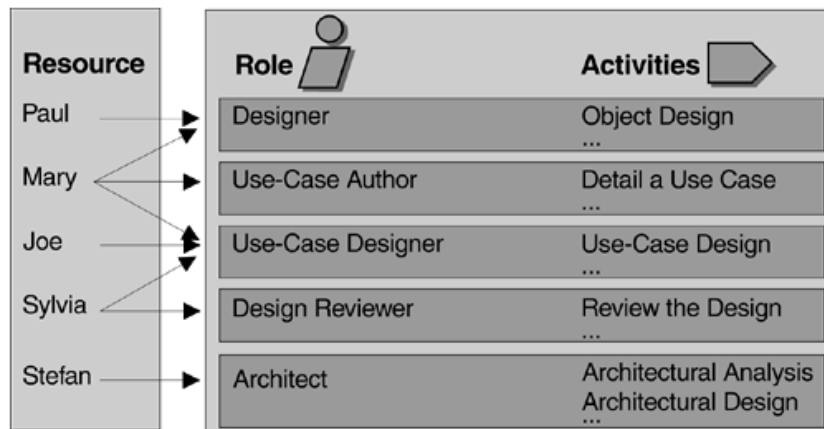 Resource
Role
Activities
Paul
Designer
Object Design
...
Mary
Use-Case Author
Detail a Use Case
...
Joe
Use-Case Designer
Use-Case Design
...
Sylvia
Design Reviewer
Review the Design
...
Stefan
Architect
Architectural Analysis
Architectural Design
...